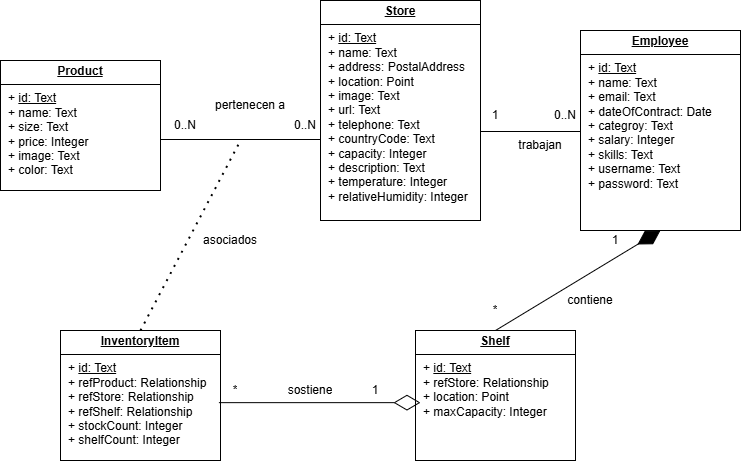 Product
+ id: Text
+ name: Text
+ size: Text
+ price: Integer
+ image: Text
+ color: Text
pertenecen a
0..N
0..N
Store
+ id: Text
+ name: Text
+ address: PostalAddress
+ location: Point
+ image: Text
+ url: Text
+ telephone: Text
+ countryCode: Text
+ capacity: Integer
+ description: Text
+ temperature: Integer
+ relativeHumidity: Integer
1
0..N
trabajan
Employee
+ id: Text
+ name: Text
+ email: Text
+ dateOfContract: Date
+ categroy: Text
+ salary: Integer
+ skills: Text
+ username: Text
+ password: Text
asociados
1
contiene
*
InventoryItem
+ id: Text
+ refProduct: Relationship
+ refStore: Relationship
+ refShelf: Relationship
+ stockCount: Integer
+ shelfCount: Integer
*
sostiene
1
Shelf
+ id: Text
+ refStore: Relationship
+ location: Point
+ maxCapacity: Integer